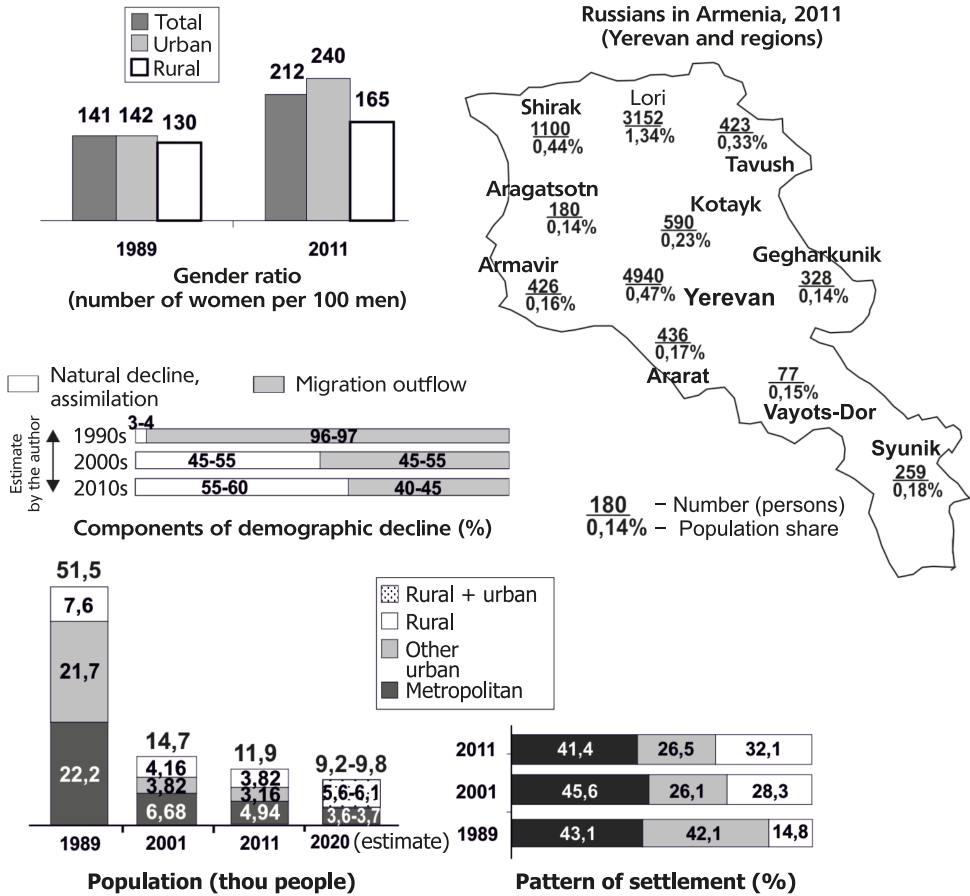 Total
Urban
Rural
141 142 130
212 240 165
1989 2011
Gender ratio
(number of women per 100 men)
Russians in Armenia, 2011
(Yerevan and regions)
Shirak
1100
0,44%
Lori
3152
1,34%
423
0,33%
Tavush
Aragatsotn
180
0,14%
Kotayk
590
0,23%
Gegharkunik
328
0,14%
Armavir
426
0,16%
4940
0,47%
Yerevan
436
0,17%
Ararat
77
0,15%
Vayots-Dor
Syunik
259
0,18%
180 – Number (persons)
0,14% – Population share
Natural decline,
assimilation
Migration outflow
Estimate
by the author
1990s 3-4 96-97
2000s 45-55 45-55
2010s 55-60 40-45
Components of demographic decline (%)
51,5
7,6
21,7
22,2
14,7
4,16
3,82
6,68
11,9
3,82
3,16
4,94
9,2-9,8
5,6-6,1
3,6-3,7
1989 2001 2011 2020 (estimate)
Population (thou people)
Rural + urban
Rural
Other
urban
Metropolitan
2011 41,4 26,5 32,1
2001 45,6 26,1 28,3
1989 43,1 42,1 14,8
Pattern of settlement (%)